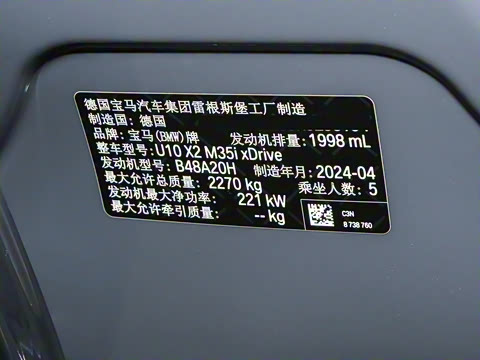 德国宝马汽车集团雷根斯堡工厂制造
制造国：德国
品牌：宝马(BMW)牌 发动机排量：1998 mL
整车型号：U10 X2 M35i xDrive
发动机型号：B48A20H 制造年月：2024-04
最大允许总质量：2270 kg 乘坐人数：5
发动机最大净功率：221 kW
最大允许牵引质量：-- kg
C3N
8 738 760